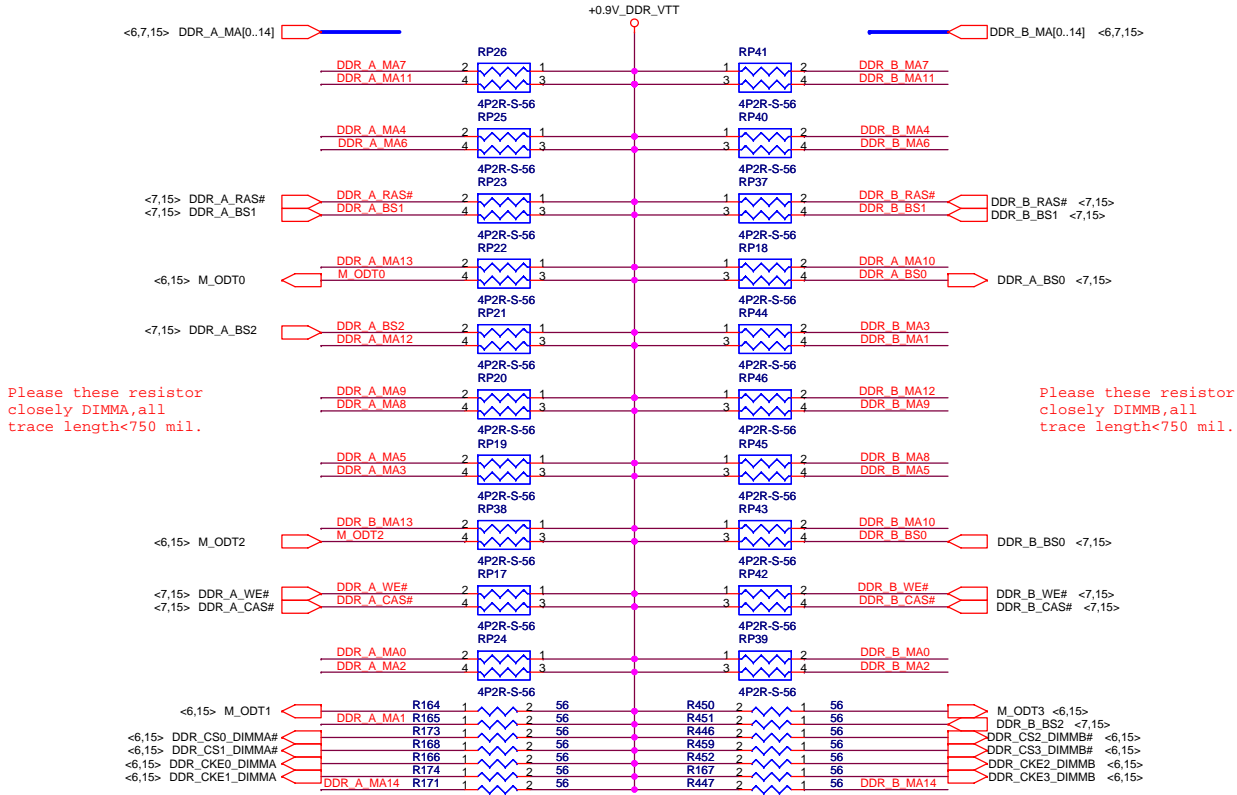 +0.9V_DDR_VTT
<6,7,15> DDR_A_MA[0..14] DDR_B_MA[0..14] <6,7,15>
RP26 RP41
DDR_A_MA7 2 1 1 2 DDR_B_MA7
DDR_A_MA11 4 3 3 4 DDR_B_MA11
4P2R-S-56 4P2R-S-56
RP25 RP40
DDR_A_MA4 2 1 1 2 DDR_B_MA4
DDR_A_MA6 4 3 3 4 DDR_B_MA6
4P2R-S-56 4P2R-S-56
RP23 RP37
<7,15> DDR_A_RAS# DDR_A_RAS# 2 1 1 2 DDR_B_RAS# DDR_B_RAS# <7,15>
<7,15> DDR_A_BS1 DDR_A_BS1 4 3 3 4 DDR_B_BS1 DDR_B_BS1 <7,15>
4P2R-S-56 4P2R-S-56
RP22 RP18
DDR_A_MA13 2 1 1 2 DDR_A_MA10
<6,15> M_ODT0 M_ODT0 4 3 3 4 DDR_A_BS0 DDR_A_BS0 <7,15>
4P2R-S-56 4P2R-S-56
RP21 RP44
<7,15> DDR_A_BS2 DDR_A_BS2 2 1 1 2 DDR_B_MA3
DDR_A_MA12 4 3 3 4 DDR_B_MA1
4P2R-S-56 4P2R-S-56
RP20 RP46
Please these resistor
closely DIMMA,all
trace length<750 mil.
DDR_A_MA9 2 1 1 2 DDR_B_MA12
DDR_A_MA8 4 3 3 4 DDR_B_MA9
Please these resistor
closely DIMMB,all
trace length<750 mil.
4P2R-S-56 4P2R-S-56
RP19 RP45
DDR_A_MA5 2 1 1 2 DDR_B_MA8
DDR_A_MA3 4 3 3 4 DDR_B_MA5
4P2R-S-56 4P2R-S-56
RP38 RP43
DDR_B_MA13 2 1 1 2 DDR_B_MA10
<6,15> M_ODT2 M_ODT2 4 3 3 4 DDR_B_BS0 DDR_B_BS0 <7,15>
4P2R-S-56 4P2R-S-56
RP17 RP42
<7,15> DDR_A_WE# DDR_A_WE# 2 1 1 2 DDR_B_WE# DDR_B_WE# <7,15>
<7,15> DDR_A_CAS# DDR_A_CAS# 4 3 3 4 DDR_B_CAS# DDR_B_CAS# <7,15>
4P2R-S-56 4P2R-S-56
RP24 RP39
DDR_A_MA0 2 1 1 2 DDR_B_MA0
DDR_A_MA2 4 3 3 4 DDR_B_MA2
4P2R-S-56 4P2R-S-56
<6,15> M_ODT1 R164 1 2 56 R450 2 1 56 M_ODT3 <6,15>
DDR_A_MA1 R165 1 2 56 R451 2 1 56 DDR_B_BS2 <7,15>
<6,15> DDR_CS0_DIMMA# R173 1 2 56 R446 2 1 56 DDR_CS2_DIMMB# <6,15>
<6,15> DDR_CS1_DIMMA# R168 1 2 56 R459 2 1 56 DDR_CS3_DIMMB# <6,15>
<6,15> DDR_CKE0_DIMMA R166 1 2 56 R452 2 1 56 DDR_CKE2_DIMMB <6,15>
<6,15> DDR_CKE1_DIMMA R174 1 2 56 R167 2 1 56 DDR_CKE3_DIMMB <6,15>
DDR_A_MA14 R171 1 2 56 R447 2 1 56 DDR_B_MA14